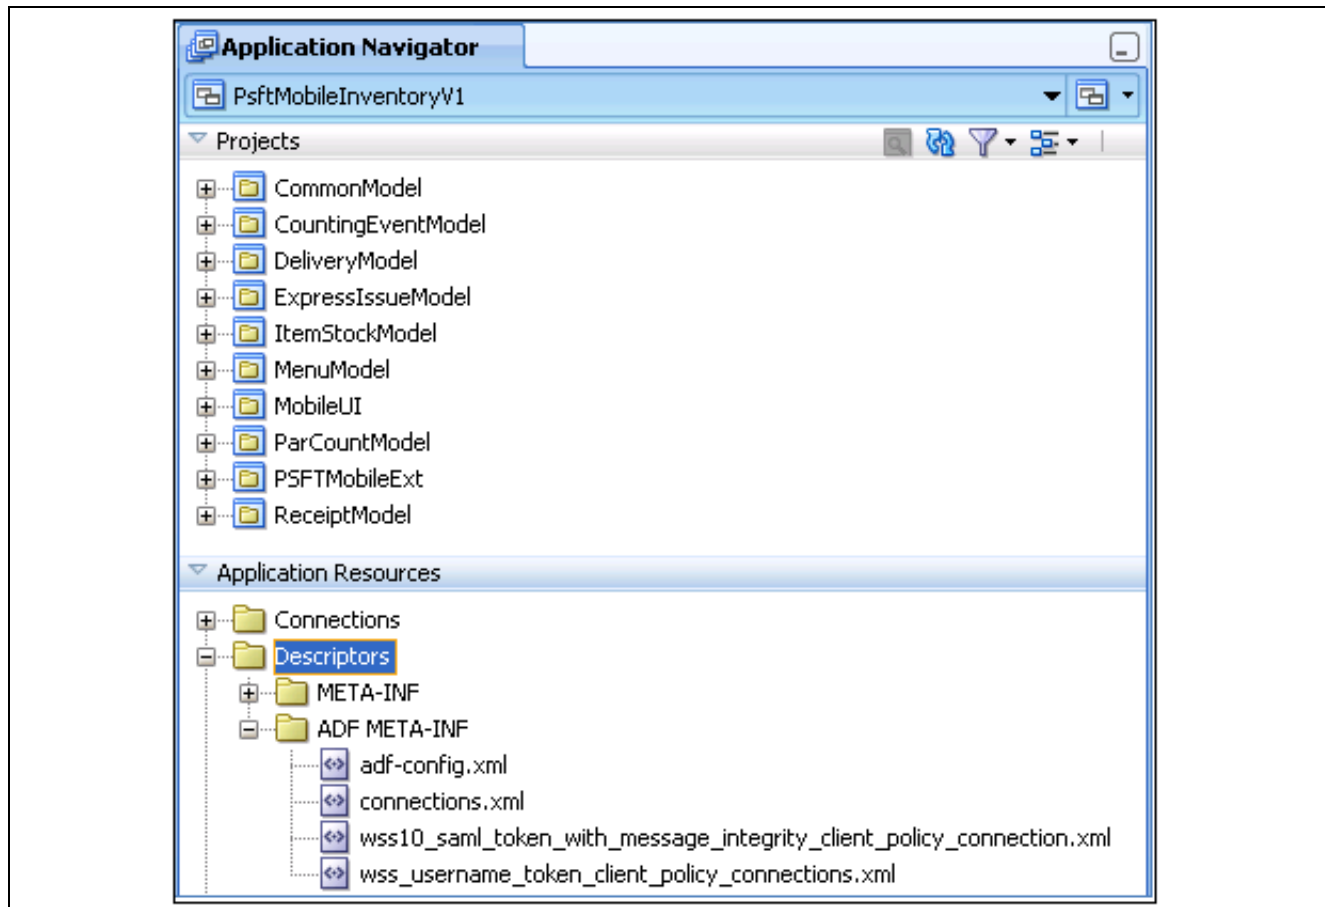 Application Navigator
PsftMobileInventoryV1
Projects
CommonModel
CountingEventModel
DeliveryModel
ExpressIssueModel
ItemStockModel
MenuModel
MobileUI
ParCountModel
PSFTMobileExt
ReceiptModel
Application Resources
Connections
Descriptors
META-INF
ADF META-INF
adf-config.xml
connections.xml
wss10_saml_token_with_message_integrity_client_policy_connection.xml
wss_username_token_client_policy_connections.xml